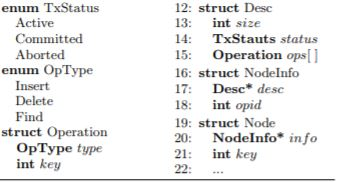 enum TxStatus
Active
Committed
Aborted
enum OpType
Insert
Delete
Find
struct Operation
OpType type
int key
12: struct Desc
13: int size
14: TxStauts status
15: Operation ops[ ]
16: struct NodeInfo
17: Desc* desc
18: int opid
19: struct Node
20: NodeInfo* info
21: int key
22: ...